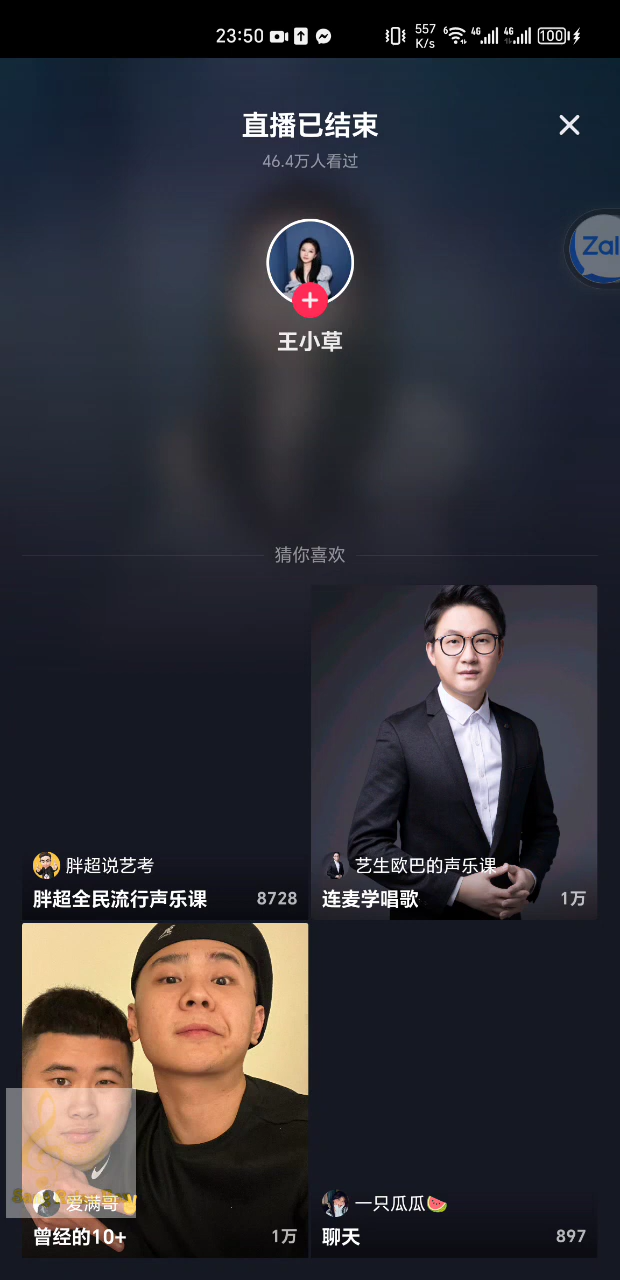 23:50
557
K/s
6
4G
4G
100
直播已结束
46.4万人看过
Zal
王小草
猜你喜欢
胖超说艺考
胖超全民流行声乐课 8728
艺生欧巴的声乐课
连麦学唱歌 1万
爱满哥✌
曾经的10+ 1万
一只瓜瓜🍉
聊天 897